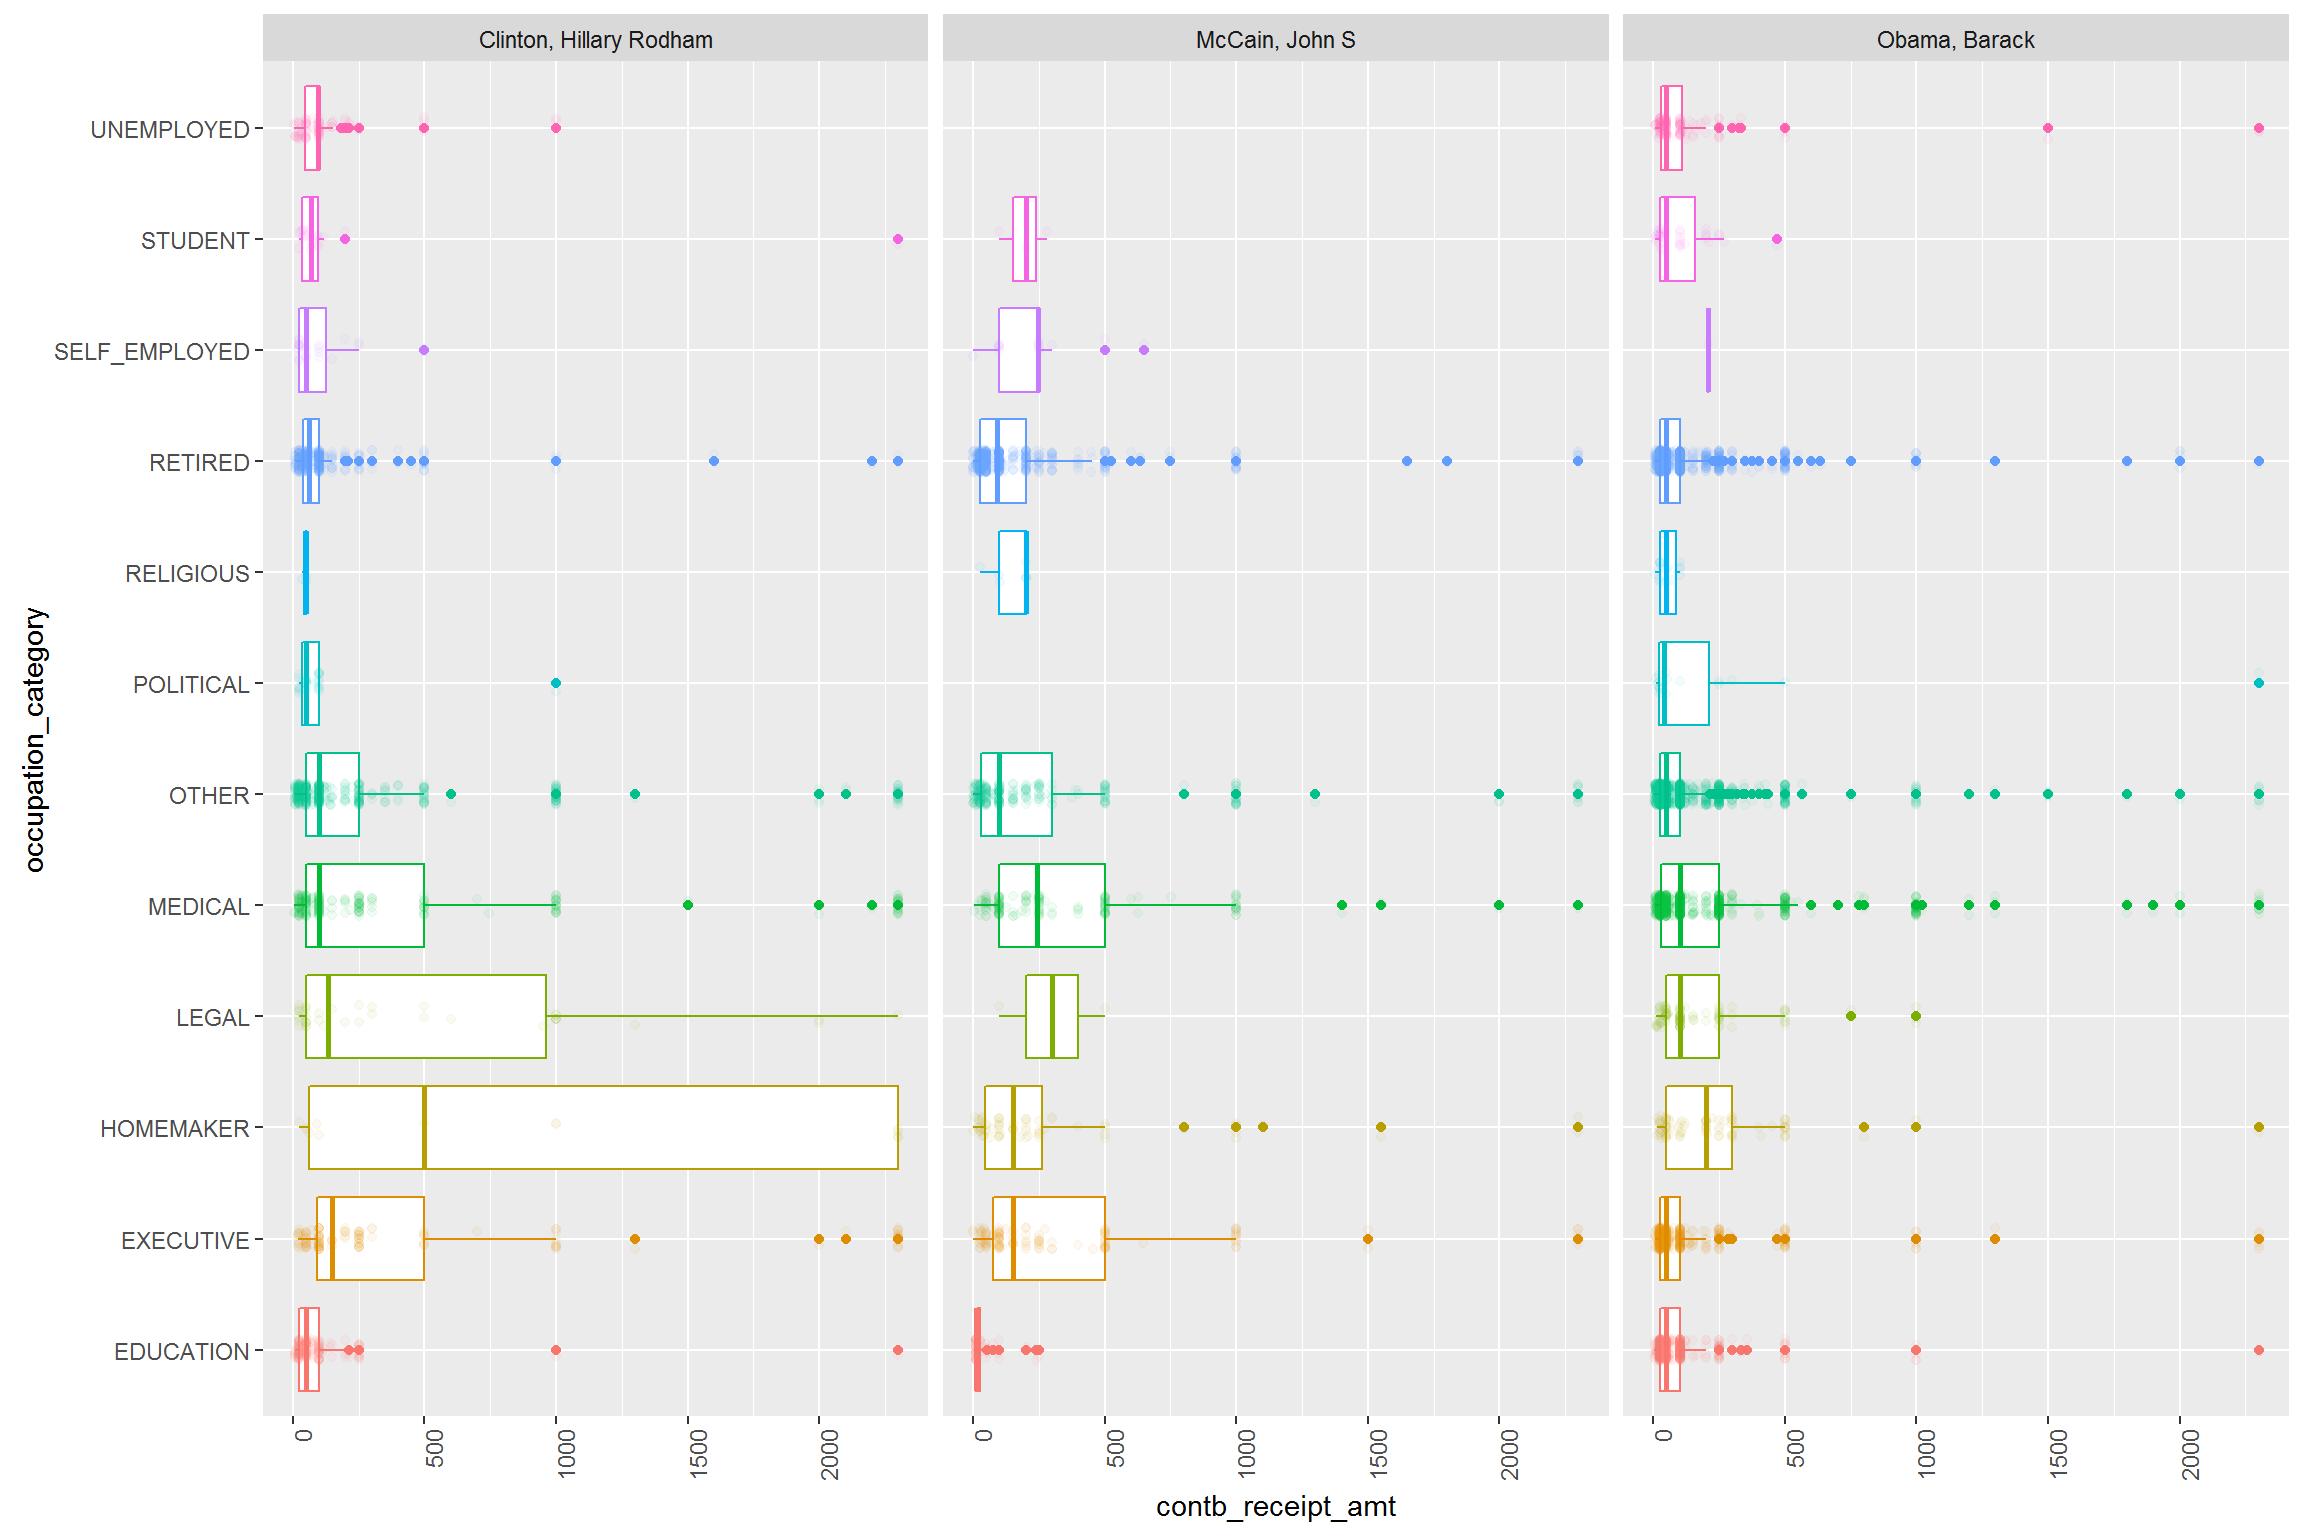 Clinton, Hillary Rodham
McCain, John S
Obama, Barack
occupation_category
UNEMPLOYED
STUDENT
SELF_EMPLOYED
RETIRED
RELIGIOUS
POLITICAL
OTHER
MEDICAL
LEGAL
HOMEMAKER
EXECUTIVE
EDUCATION
0 500 1000 1500 2000
0 500 1000 1500 2000
0 500 1000 1500 2000
contb_receipt_amt